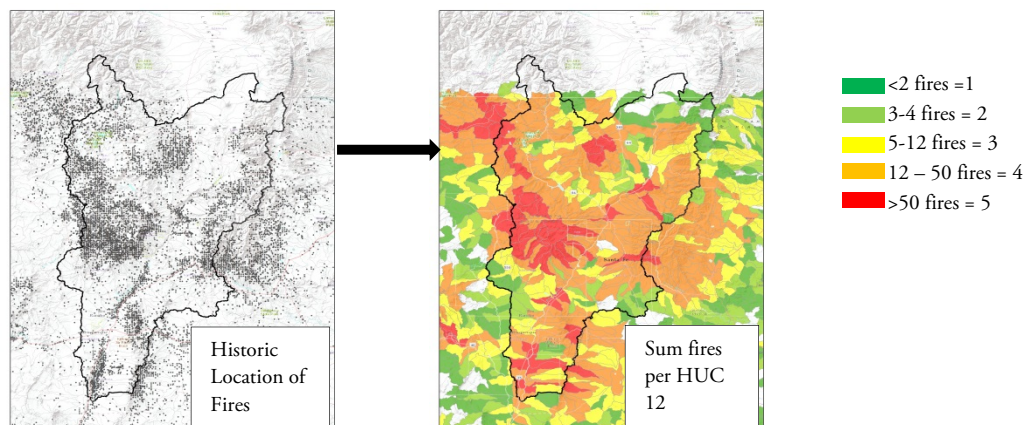 Historic
Location of
Fires
Sum fires
per HUC
12
<2 fires =1
3-4 fires = 2
5-12 fires = 3
12 – 50 fires = 4
>50 fires = 5